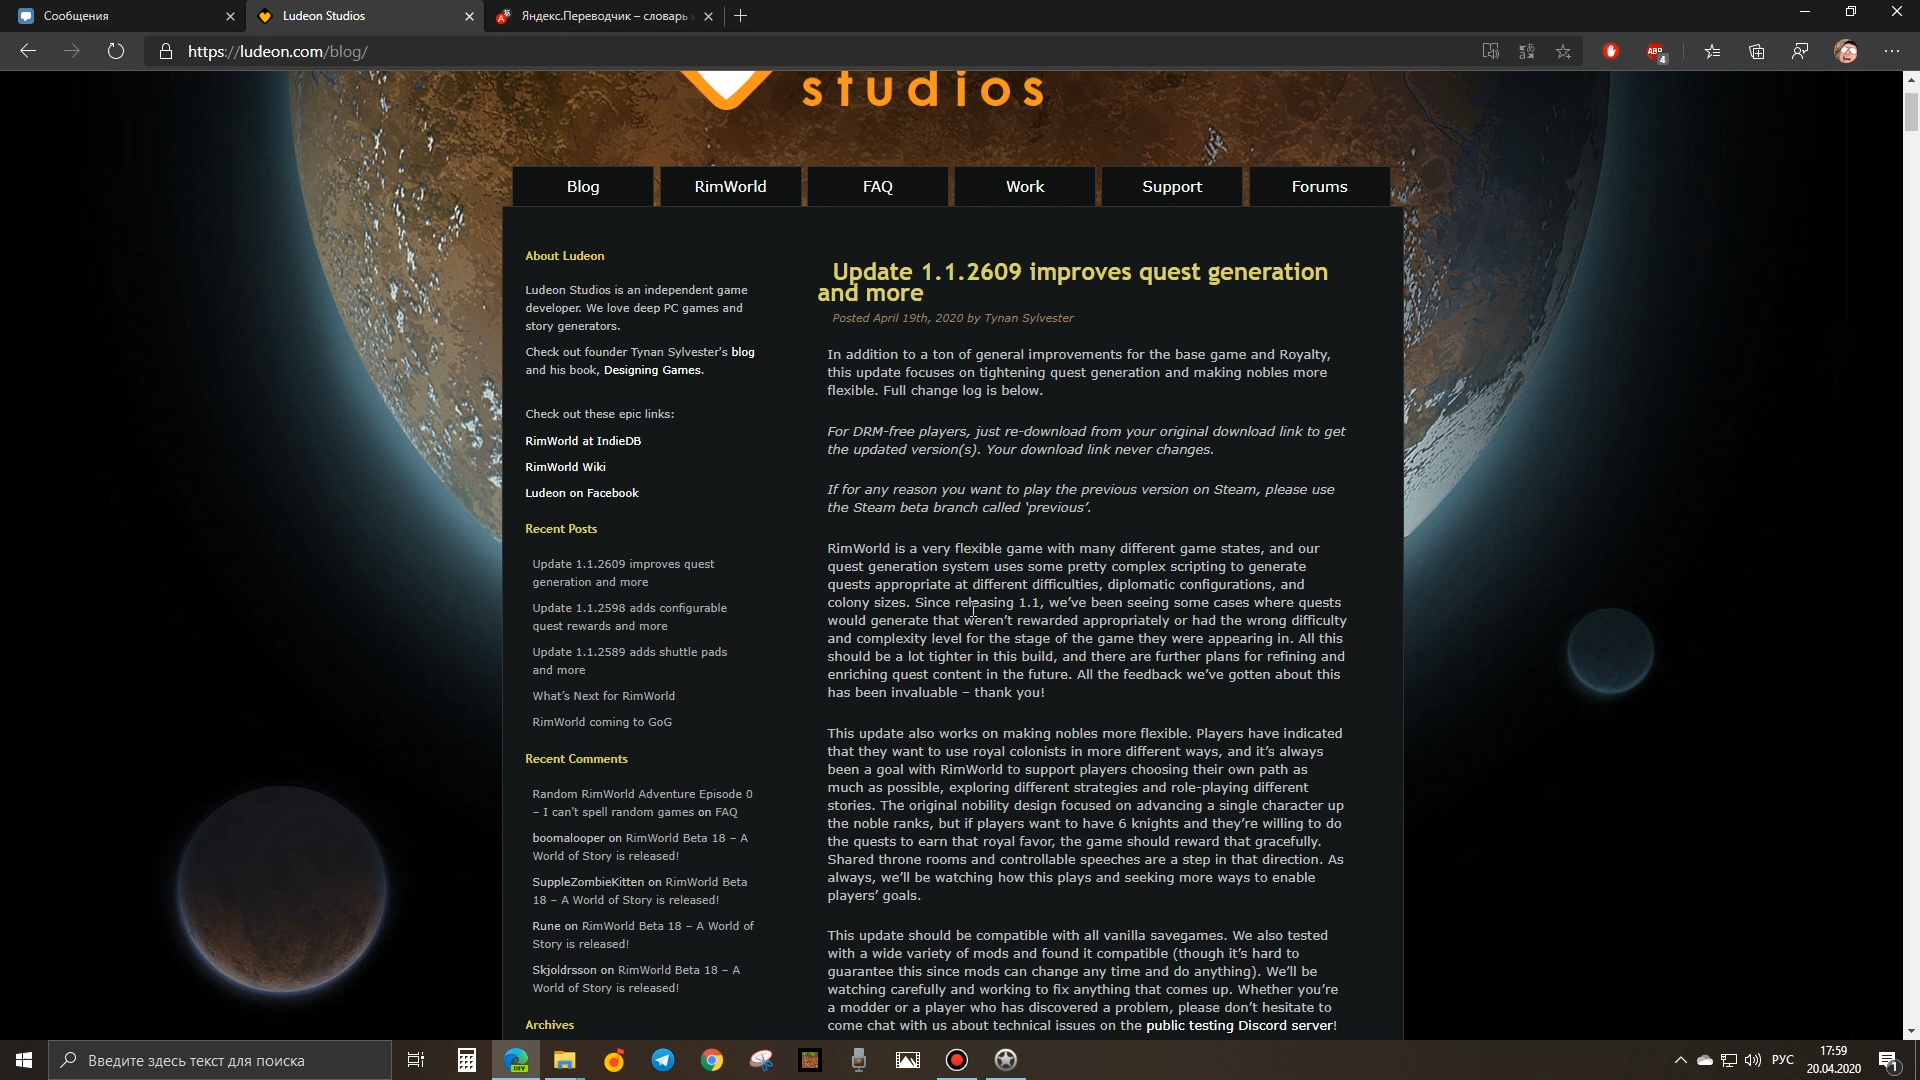 Сообщения
Ludeon Studios
Яндекс.Переводчик – словарь
https://ludeon.com/blog/
ABP
4
studios
Blog
RimWorld
FAQ
Work
Support
Forums
About Ludeon
Ludeon Studios is an independent game
developer. We love deep PC games and
story generators.
Check out founder Tynan Sylvester's blog
and his book, Designing Games.
Check out these epic links:
RimWorld at IndieDB
RimWorld Wiki
Ludeon on Facebook
Recent Posts
Update 1.1.2609 improves quest
generation and more
Update 1.1.2598 adds configurable
quest rewards and more
Update 1.1.2589 adds shuttle pads
and more
What's Next for RimWorld
RimWorld coming to GoG
Recent Comments
Random RimWorld Adventure Episode 0
– I can't spell random games on FAQ
boomalooper on RimWorld Beta 18 – A
World of Story is released!
SuppleZombieKitten on RimWorld Beta
18 – A World of Story is released!
Rune on RimWorld Beta 18 – A World of
Story is released!
Skjoldrsson on RimWorld Beta 18 – A
World of Story is released!
Archives
Update 1.1.2609 improves quest generation
and more
Posted April 19th, 2020 by Tynan Sylvester
In addition to a ton of general improvements for the base game and Royalty,
this update focuses on tightening quest generation and making nobles more
flexible. Full change log is below.
For DRM-free players, just re-download from your original download link to get
the updated version(s). Your download link never changes.
If for any reason you want to play the previous version on Steam, please use
the Steam beta branch called 'previous'.
RimWorld is a very flexible game with many different game states, and our
quest generation system uses some pretty complex scripting to generate
quests appropriate at different difficulties, diplomatic configurations, and
colony sizes. Since releasing 1.1, we've been seeing some cases where quests
would generate that weren't rewarded appropriately or had the wrong difficulty
and complexity level for the stage of the game they were appearing in. All this
should be a lot tighter in this build, and there are further plans for refining and
enriching quest content in the future. All the feedback we've gotten about this
has been invaluable – thank you!
This update also works on making nobles more flexible. Players have indicated
that they want to use royal colonists in more different ways, and it's always
been a goal with RimWorld to support players choosing their own path as
much as possible, exploring different strategies and role-playing different
stories. The original nobility design focused on advancing a single character up
the noble ranks, but if players want to have 6 knights and they're willing to do
the quests to earn that royal favor, the game should reward that gracefully.
Shared throne rooms and controllable speeches are a step in that direction. As
always, we'll be watching how this plays and seeking more ways to enable
players' goals.
This update should be compatible with all vanilla savegames. We also tested
with a wide variety of mods and found it compatible (though it's hard to
guarantee this since mods can change any time and do anything). We'll be
watching carefully and working to fix anything that comes up. Whether you're
a modder or a player who has discovered a problem, please don't hesitate to
come chat with us about technical issues on the public testing Discord server!
Введите здесь текст для поиска
DEV
РУС
17:59
20.04.2020
1